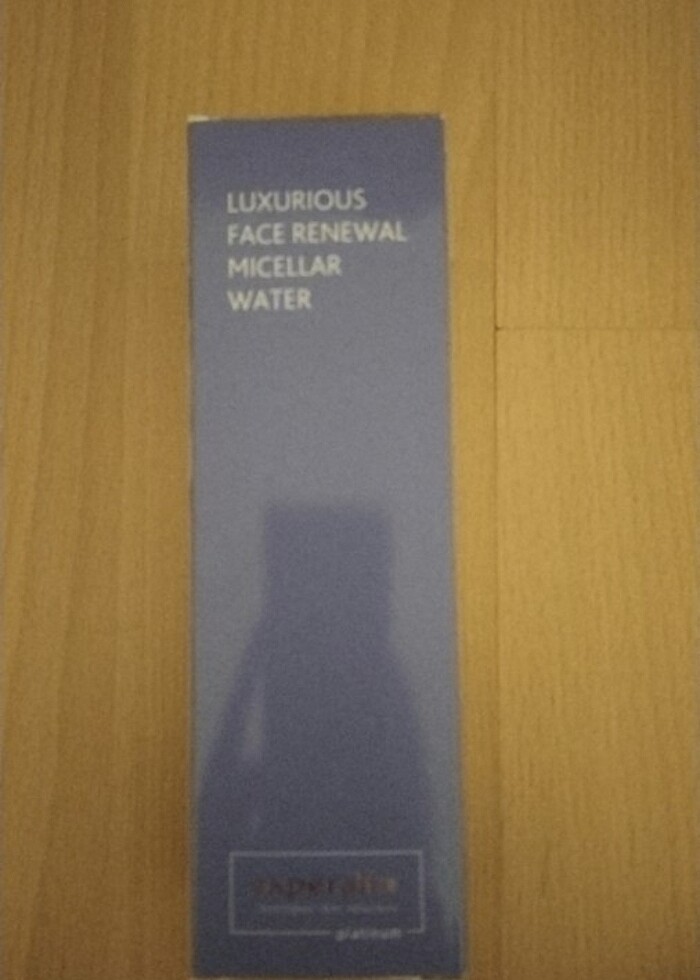 LUXURIOUS
FACE RENEWAL
MICELLAR
WATER
platinum